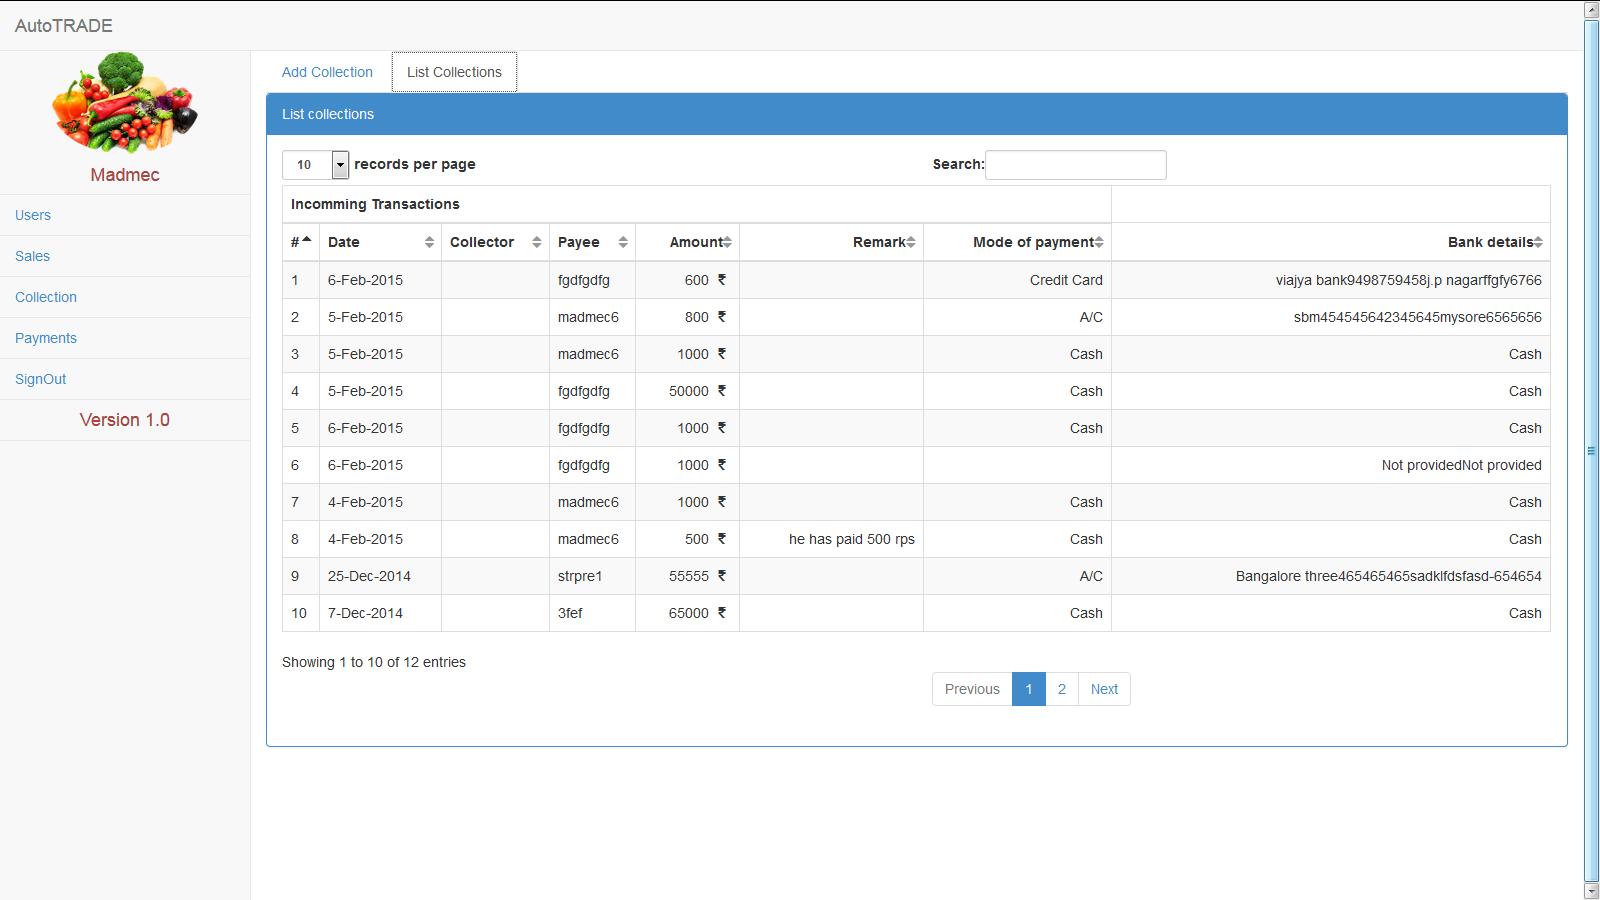 AutoTRADE
Madmec
Users
Sales
Collection
Payments
SignOut
Version 1.0
Add Collection List Collections
List collections
10 records per page Search:
Incomming Transactions
# Date Collector Payee Amount Remark Mode of payment Bank details
1 6-Feb-2015 fgdfgdfg 600 ₹ Credit Card viajya bank9498759458j.p nagarffgfy6766
2 5-Feb-2015 madmec6 800 ₹ A/C sbm454545642345645mysore6565656
3 5-Feb-2015 madmec6 1000 ₹ Cash Cash
4 5-Feb-2015 fgdfgdfg 50000 ₹ Cash Cash
5 6-Feb-2015 fgdfgdfg 1000 ₹ Cash Cash
6 6-Feb-2015 fgdfgdfg 1000 ₹ Not providedNot provided
7 4-Feb-2015 madmec6 1000 ₹ Cash Cash
8 4-Feb-2015 madmec6 500 ₹ he has paid 500 rps Cash Cash
9 25-Dec-2014 strpre1 55555 ₹ A/C Bangalore three465465465sadklfdsfasd-654654
10 7-Dec-2014 3fef 65000 ₹ Cash Cash
Showing 1 to 10 of 12 entries
Previous 1 2 Next